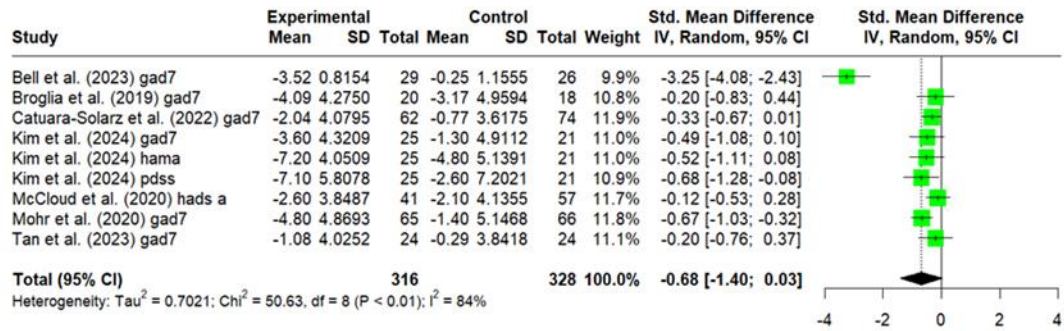 Experimental Control Std. Mean Difference Std. Mean Difference
Study Mean SD Total Mean SD Total Weight IV, Random, 95% CI IV, Random, 95% CI
Bell et al. (2023) gad7 -3.52 0.8154 29 -0.25 1.1555 26 9.9% -3.25 [-4.08; -2.43]
Broglia et al. (2019) gad7 -4.09 4.2750 20 -3.17 4.9594 18 10.8% -0.20 [-0.83; 0.44]
Catuara-Solarz et al. (2022) gad7 -2.04 4.0795 62 -0.77 3.6175 74 11.9% -0.33 [-0.67; 0.01]
Kim et al. (2024) gad7 -3.60 4.3209 25 -1.30 4.9112 21 11.0% -0.49 [-1.08; 0.10]
Kim et al. (2024) hama -7.20 4.0509 25 -4.80 5.1391 21 11.0% -0.52 [-1.11; 0.08]
Kim et al. (2024) pdss -7.10 5.8078 25 -2.60 7.2021 21 11.0% -0.68 [-1.28; -0.08]
McCloud et al. (2020) hads a -2.60 3.8487 41 -2.10 4.1355 57 11.7% -0.12 [-0.53; 0.28]
Mohr et al. (2020) gad7 -4.80 4.8693 65 -1.40 5.1468 66 11.9% -0.67 [-1.03; -0.32]
Tan et al. (2023) gad7 -1.08 4.0252 24 -0.29 3.8418 24 11.1% -0.20 [-0.76; 0.37]
Total (95% CI) 316 328 100.0% -0.68 [-1.40; 0.03]
Heterogeneity: Tau² = 0.7021; Chi² = 50.63, df = 8 (P < 0.01); I² = 84%
-4 -2 0 2 4